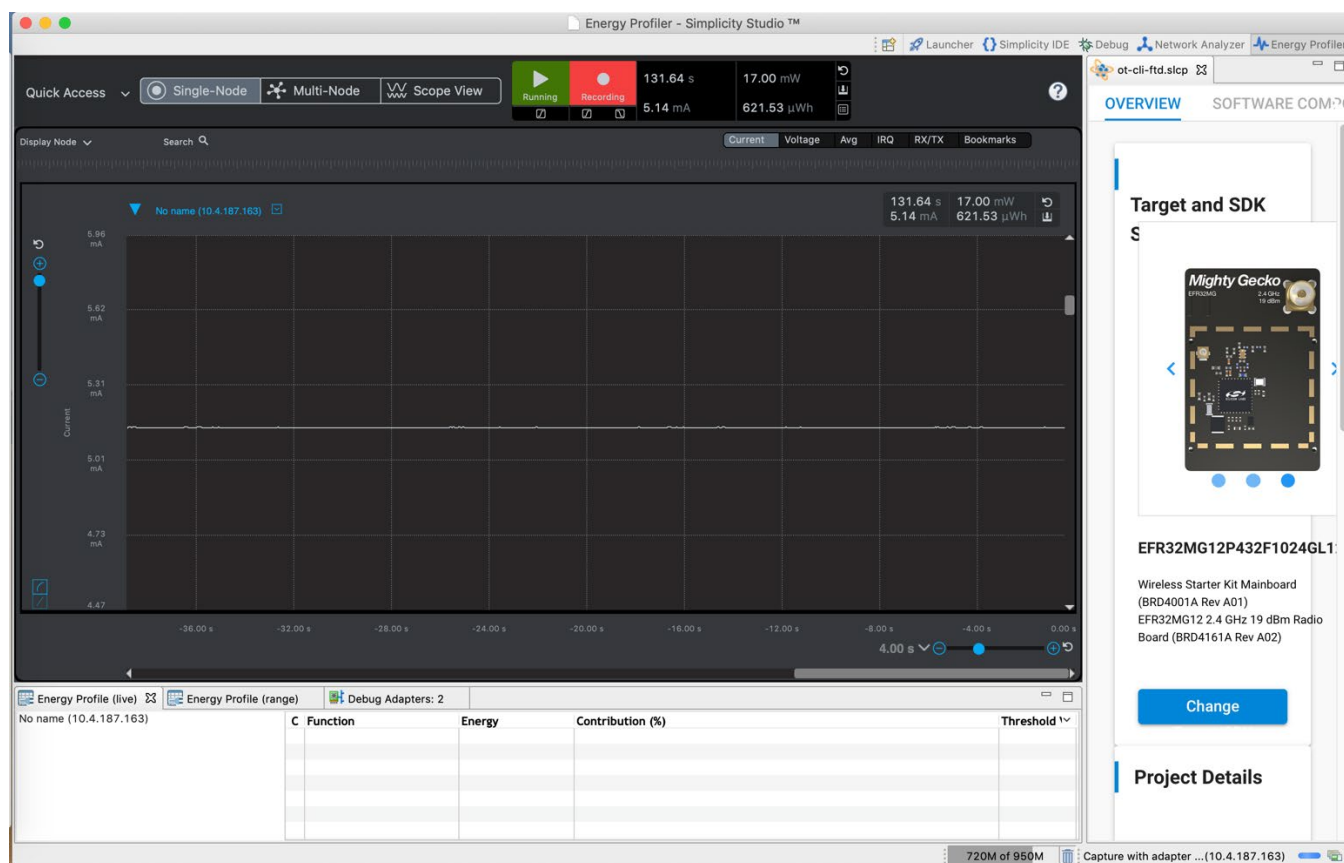 Energy Profiler - Simplicity Studio ™
Launcher
Simplicity IDE
Debug
Network Analyzer
Energy Profiler
Quick Access
Single-Node
Multi-Node
Scope View
Running
Recording
131.64 s
17.00 mW
5.14 mA
621.53 µWh
?
Display Node
Search
Current
Voltage
Avg
IRQ
RX/TX
Bookmarks
No name (10.4.187.163)
131.64 s 17.00 mW
5.14 mA 621.53 µWh
5.96
mA
5.62
mA
5.31
mA
5.01
mA
4.73
mA
4.47
Current
-36.00 s
-32.00 s
-28.00 s
-24.00 s
-20.00 s
-16.00 s
-12.00 s
-8.00 s
-4.00 s
0.00 s
4.00 s
Energy Profile (live)
Energy Profile (range)
Debug Adapters: 2
No name (10.4.187.163)
C Function
Energy
Contribution (%)
Threshold
ot-cli-ftd.slcp
OVERVIEW
SOFTWARE COMP
Target and SDK
S
Mighty Gecko
EFR32MG
2.4 GHz
19 dBm
SILICON LABS
EFR32MG12P432F1024GL1
Wireless Starter Kit Mainboard
(BRD4001A Rev A01)
EFR32MG12 2.4 GHz 19 dBm Radio
Board (BRD4161A Rev A02)
Change
Project Details
720M of 950M
Capture with adapter ...(10.4.187.163)